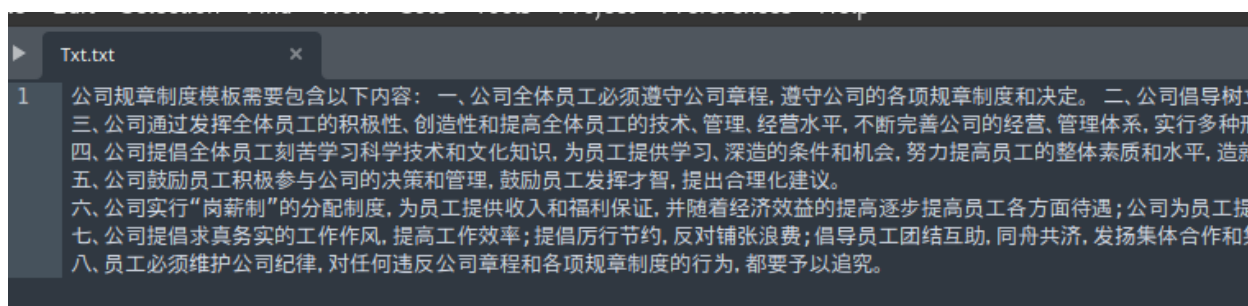 Edit Selection Find View Goto Tools Project Preferences Help
Txt.txt
1
公司规章制度模板需要包含以下内容： 一、公司全体员工必须遵守公司章程，遵守公司的各项规章制度和决定。 二、公司倡导树
三、公司通过发挥全体员工的积极性、创造性和提高全体员工的技术、管理、经营水平，不断完善公司的经营、管理体系，实行多种
四、公司提倡全体员工刻苦学习科学技术和文化知识，为员工提供学习、深造的条件和机会，努力提高员工的整体素质和水平，造
五、公司鼓励员工积极参与公司的决策和管理，鼓励员工发挥才智，提出合理化建议。
六、公司实行“岗薪制”的分配制度，为员工提供收入和福利保证，并随着经济效益的提高逐步提高员工各方面待遇；公司为员工提
七、公司提倡求真务实的工作作风，提高工作效率；提倡厉行节约，反对铺张浪费；倡导员工团结互助，同舟共济，发扬集体合作和
八、员工必须维护公司纪律，对任何违反公司章程和各项规章制度的行为，都要予以追究。